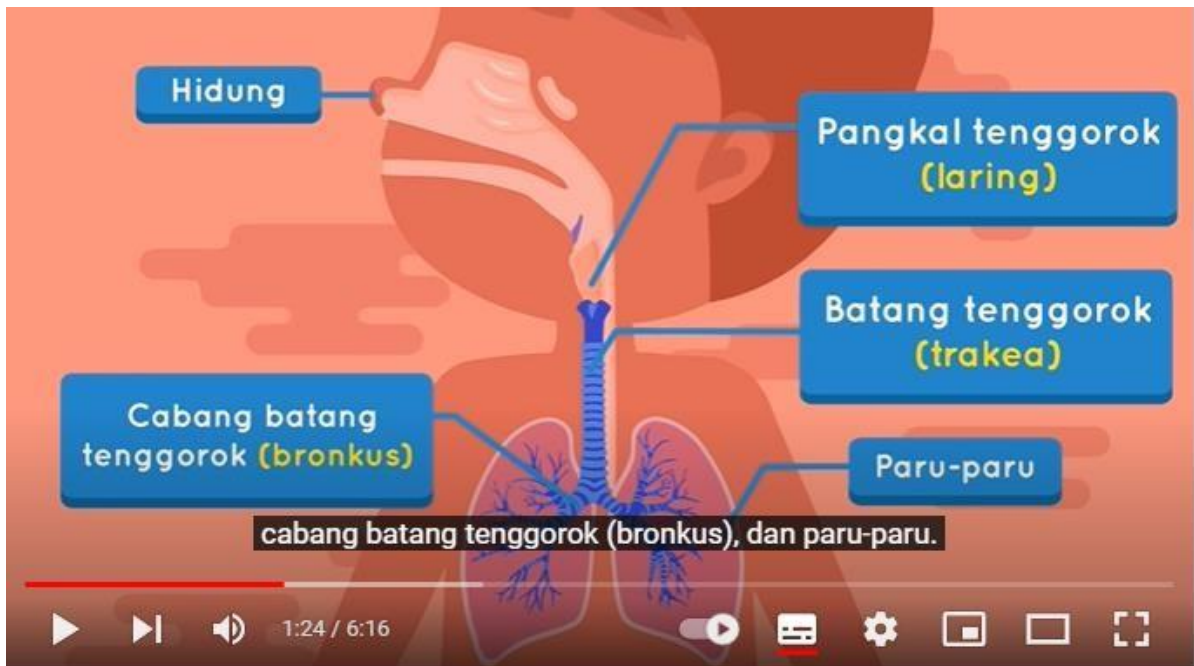 Hidung
Pangkal tenggorok
(laring)
Batang tenggorok
(trakea)
Cabang batang
tenggorok (bronkus)
Paru-paru
cabang batang tenggorok (bronkus), dan paru-paru.
1:24 / 6:16